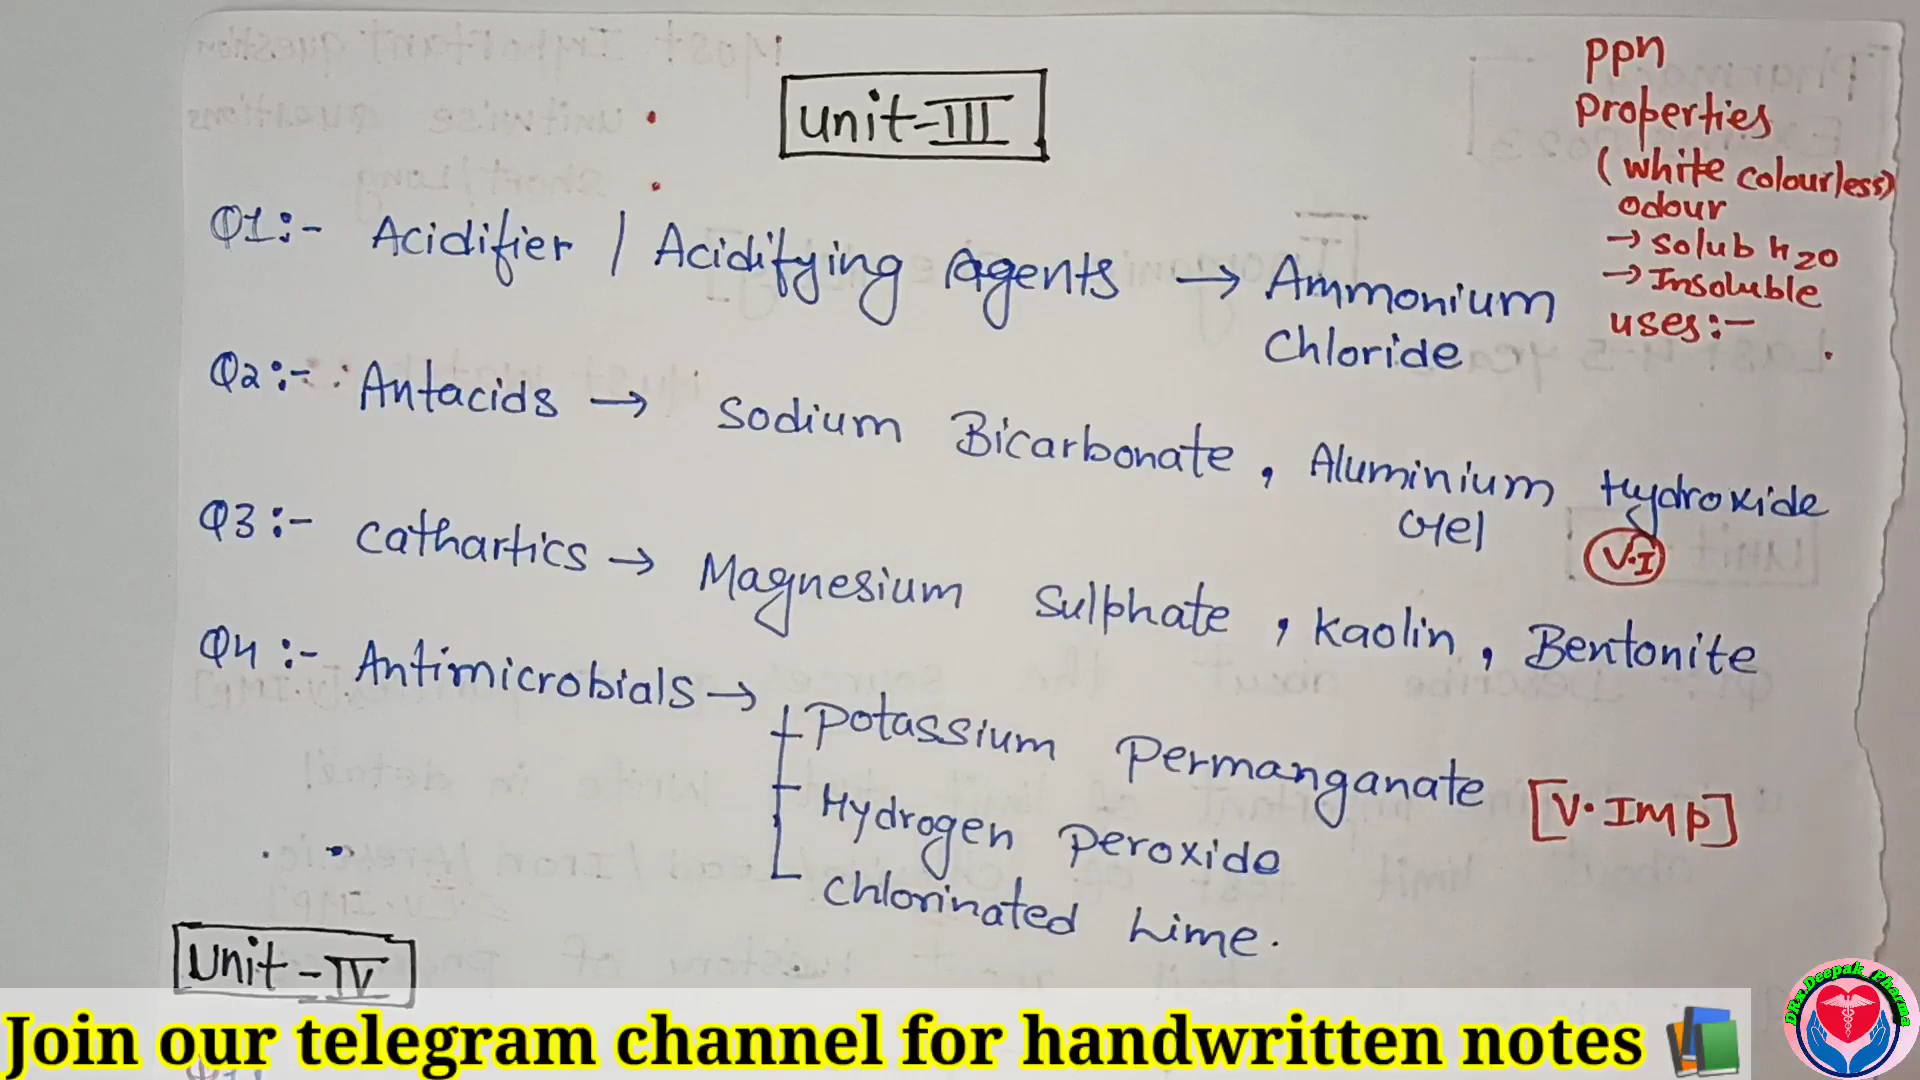 Unit-III
ppn
properties
(white colourless)
odour
→ solub H2O
→ Insoluble
uses:-
Q1:- Acidifier / Acidifying Agents → Ammonium
Chloride
Q2:- Antacids → Sodium Bicarbonate, Aluminium Hydroxide
Gel
V.I
Q3:- Cathartics → Magnesium Sulphate, Kaolin, Bentonite
Q4:- Antimicrobials → Potassium Permanganate
[V.IMP]
Hydrogen Peroxide
Chlorinated Lime.
Unit-IV
Join our telegram channel for handwritten notes
DRx.Deepak_Pharma